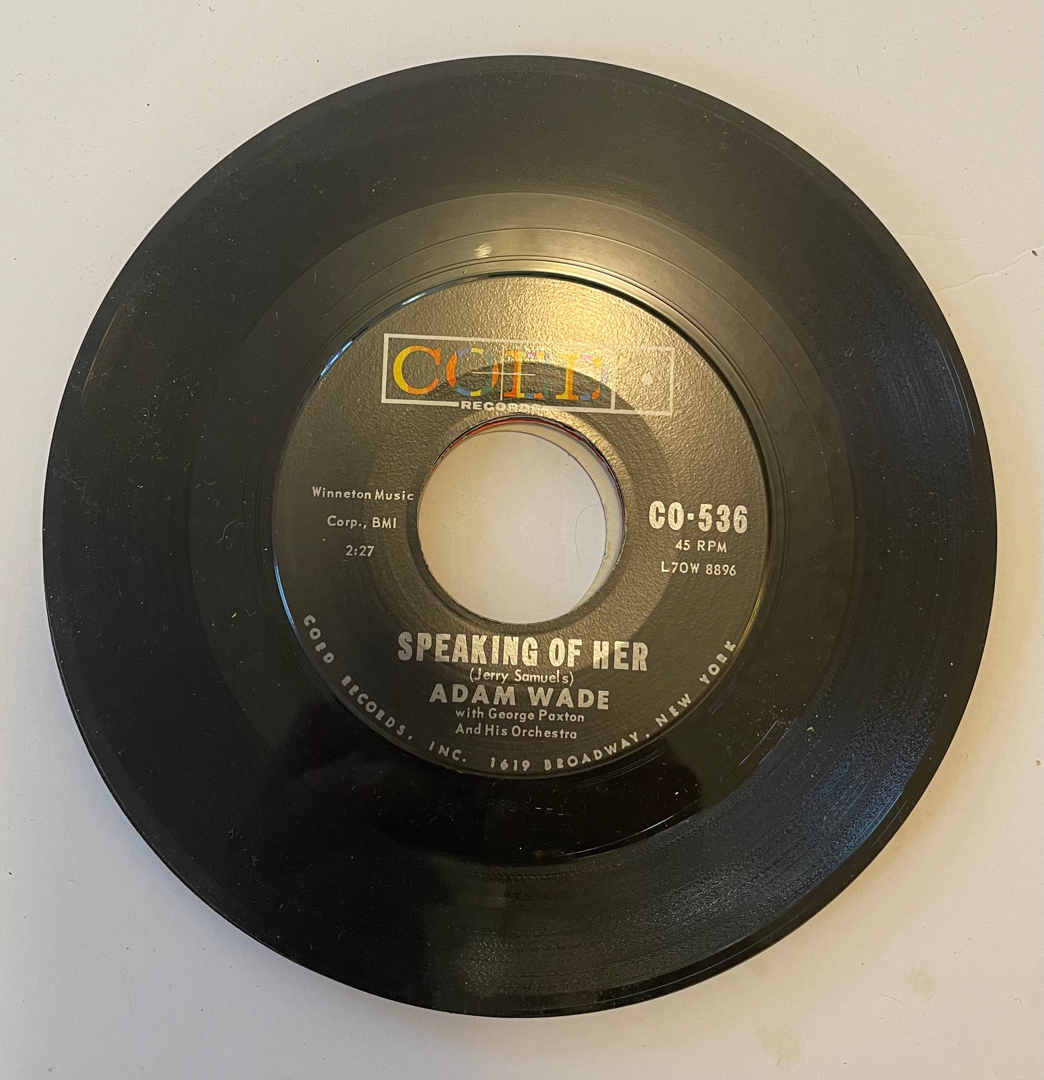 COED
RECORDS
Winneton Music
Corp., BMI
2:27
CO-536
45 RPM
L7OW 8896
SPEAKING OF HER
(Jerry Samuels)
ADAM WADE
with George Paxton
And His Orchestra
COED RECORDS, INC. 1619 BROADWAY, NEW YORK